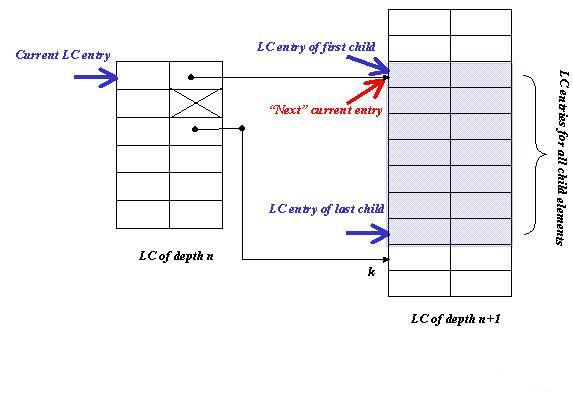 LC entry of first child
Current LC entry
"Next" current entry
LC entries for all child elements
LC entry of last child
LC of depth n
k
LC of depth n+1